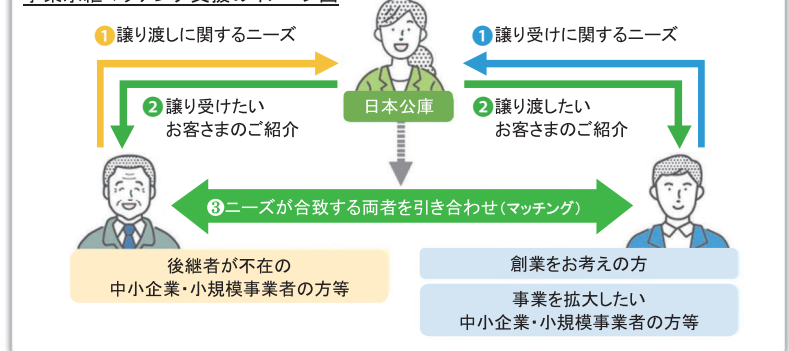 ❶譲り渡しに関するニーズ
❶譲り受けに関するニーズ
❷譲り受けたい
お客さまのご紹介
日本公庫
❷譲り渡したい
お客さまのご紹介
❸ニーズが合致する両者を引き合わせ（マッチング）
後継者が不在の
中小企業・小規模事業者の方等
創業をお考えの方
事業を拡大したい
中小企業・小規模事業者の方等